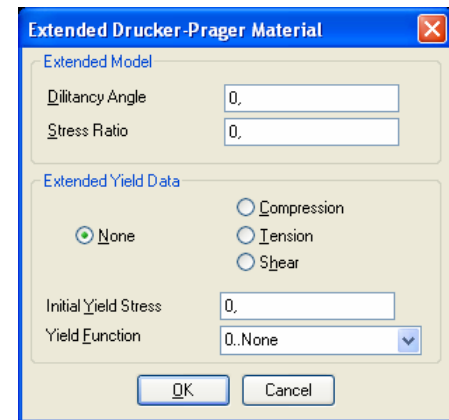 Extended Drucker-Prager Material
Extended Model
Dilitancy Angle
0,
Stress Ratio
0,
Extended Yield Data
None
Compression
Tension
Shear
Initial Yield Stress
0,
Yield Function
0..None
OK
Cancel